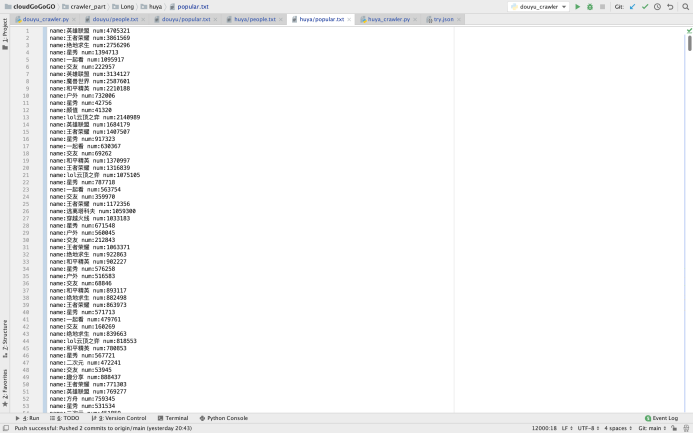 cloudGoGoGO crawler_part Long huya popular.txt douyu_crawler Git:
douyu_crawler.py douyu/people.txt douyu/popular.txt huya/people.txt huya/popular.txt huya_crawler.py try.json
1: Project
1 name:英雄联盟 num:4705321
2 name:王者荣耀 num:3861569
3 name:绝地求生 num:2756296
4 name:星秀 num:1394713
5 name:一起看 num:1095917
6 name:交友 num:222957
7 name:英雄联盟 num:3134127
8 name:魔兽世界 num:2587601
9 name:和平精英 num:2210188
10 name:户外 num:732006
11 name:星秀 num:42756
12 name:颜值 num:41320
13 name:lol云顶之弈 num:2140989
14 name:英雄联盟 num:1684179
15 name:王者荣耀 num:1407507
16 name:星秀 num:917323
17 name:一起看 num:630367
18 name:交友 num:69262
19 name:和平精英 num:1370997
20 name:王者荣耀 num:1316839
21 name:lol云顶之弈 num:1075105
22 name:星秀 num:787718
23 name:一起看 num:563754
24 name:交友 num:359970
25 name:王者荣耀 num:1172356
26 name:逃离塔科夫 num:1059300
27 name:穿越火线 num:1033183
28 name:星秀 num:671548
29 name:户外 num:560045
30 name:交友 num:212843
31 name:王者荣耀 num:1063371
32 name:绝地求生 num:922863
33 name:和平精英 num:902227
34 name:星秀 num:576258
35 name:户外 num:516583
36 name:交友 num:68846
37 name:和平精英 num:893117
38 name:绝地求生 num:882498
39 name:王者荣耀 num:863973
40 name:星秀 num:571713
41 name:一起看 num:479761
42 name:交友 num:160269
43 name:绝地求生 num:839663
44 name:lol云顶之弈 num:818553
45 name:和平精英 num:780853
46 name:星秀 num:567721
47 name:二次元 num:472241
48 name:交友 num:53945
49 name:趣分享 num:888437
50 name:王者荣耀 num:771303
51 name:英雄联盟 num:769277
52 name:方舟 num:759345
53 name:星秀 num:531534
Z: Structure
2: Favorites
4: Run 6: TODO 9: Version Control Terminal Python Console Event Log
Push successful: Pushed 2 commits to origin/main (yesterday 20:43) 12000:18 LF UTF-8 4 spaces Git: main